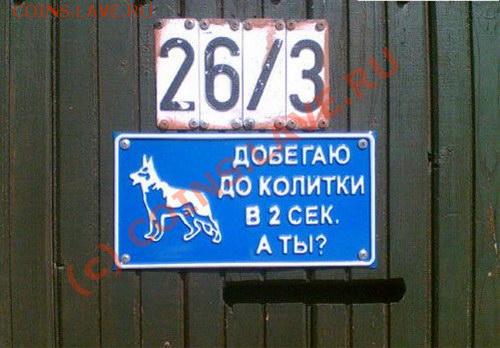 COINS.LAVE.RU
26/3
ДОБЕГАЮ
ДО КОЛИТКИ
В 2 СЕК.
А ТЫ?
(c) COINS.LAVE.RU